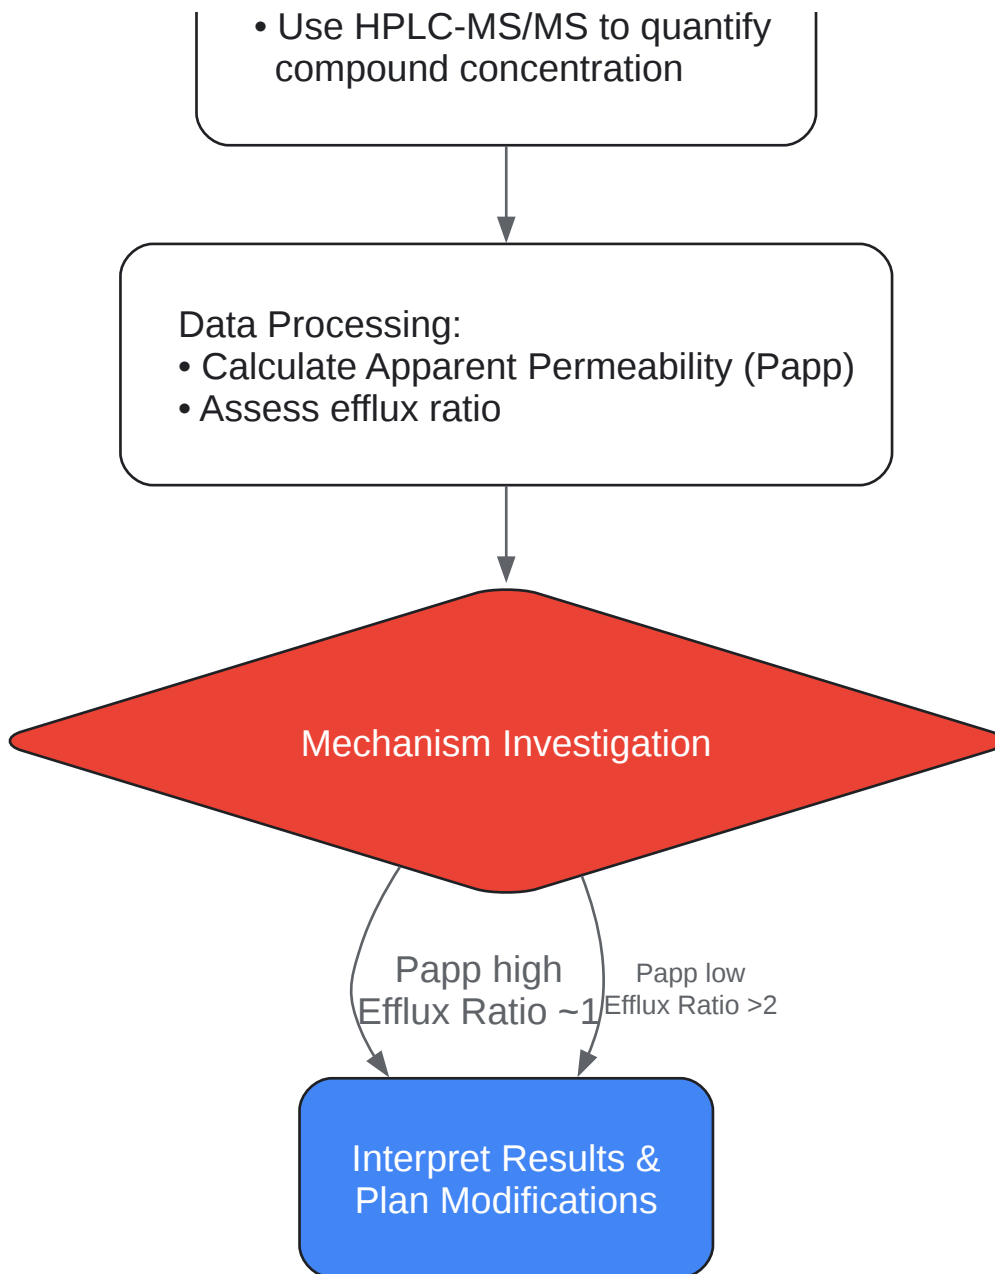 • Use HPLC-MS/MS to quantify
compound concentration
Data Processing:
• Calculate Apparent Permeability (Papp)
• Assess efflux ratio
Mechanism Investigation
Papp high
Efflux Ratio ~1
Papp low
Efflux Ratio >2
Interpret Results &
Plan Modifications